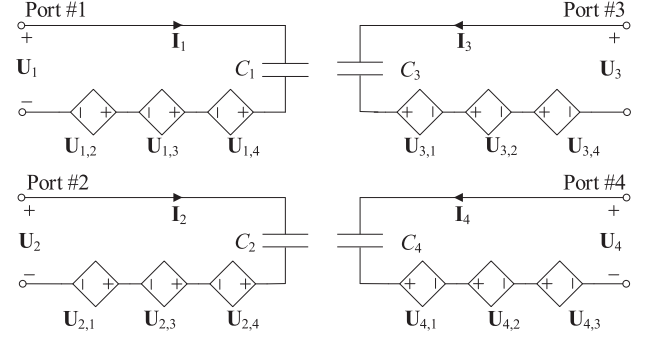 Port #1
Port #3
+
I1
I3
+
U1
C1
C3
U3
−
− +
− +
− +
+ −
+ −
+ −
U1,2
U1,3
U1,4
U3,1
U3,2
U3,4
Port #2
Port #4
+
I2
I4
+
U2
C2
C4
U4
−
− +
− +
− +
+ −
+ −
+ −
−
U2,1
U2,3
U2,4
U4,1
U4,2
U4,3